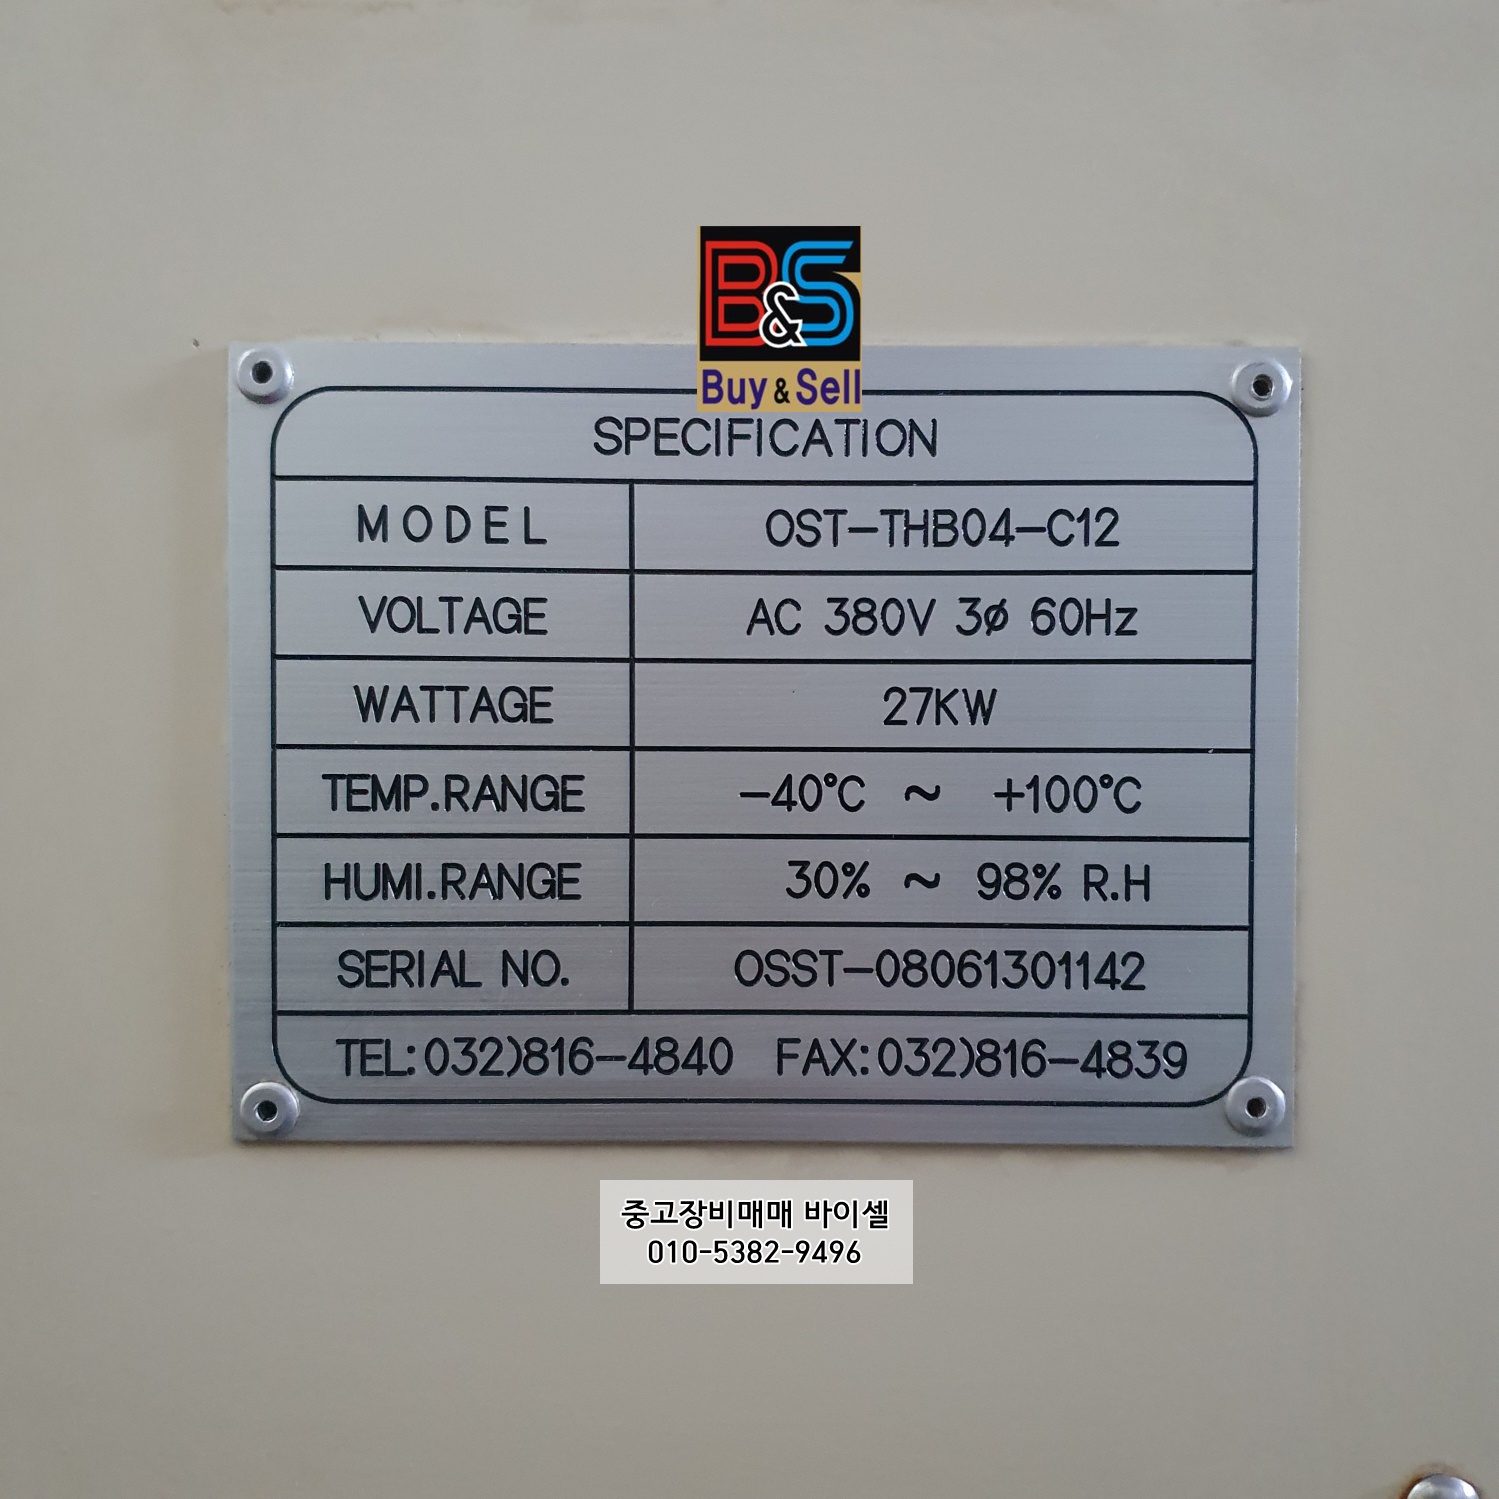 B&S
Buy & Sell
SPECIFICATION
MODEL OST-THB04-C12
VOLTAGE AC 380V 3ø 60Hz
WATTAGE 27KW
TEMP.RANGE -40°C ~ +100°C
HUMI.RANGE 30% ~ 98% R.H
SERIAL NO. OSST-08061301142
TEL:032)816-4840 FAX:032)816-4839
중고장비매매 바이셀
010-5382-9496